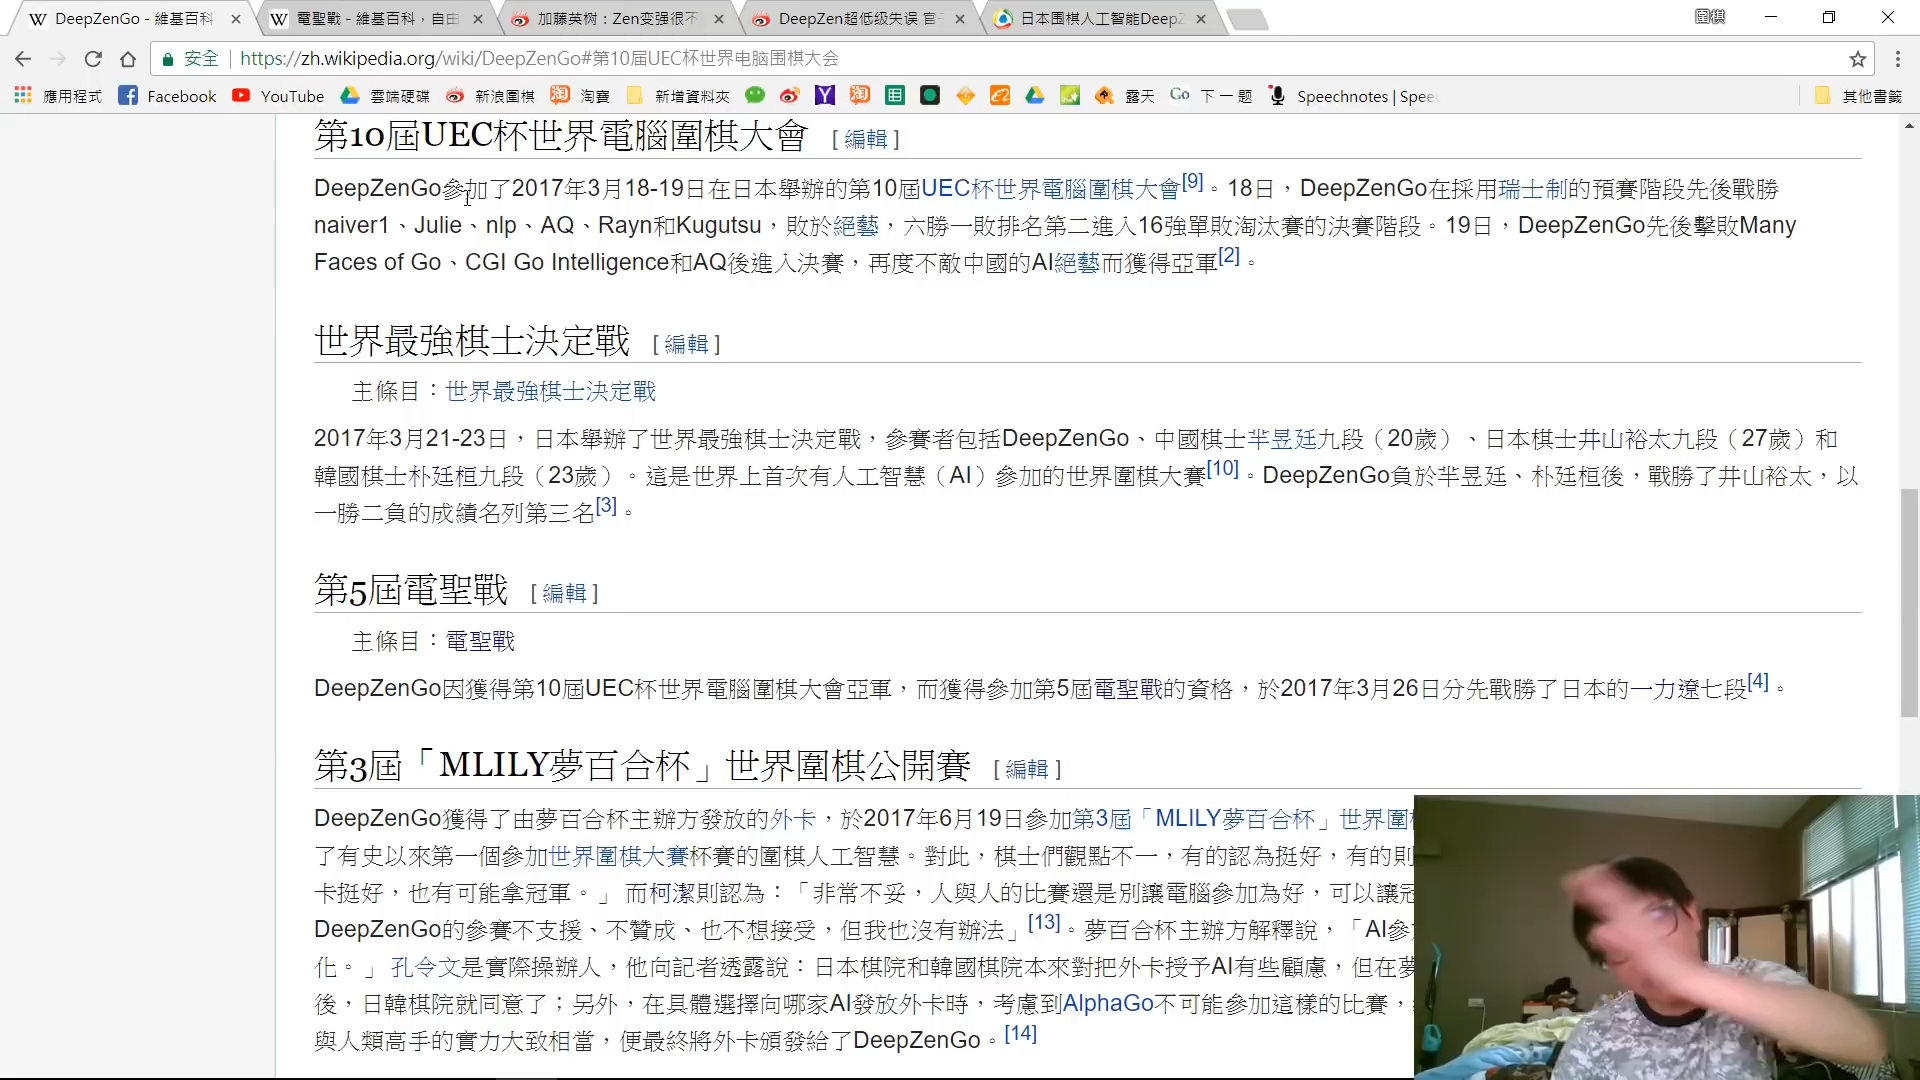 DeepZenGo - 維基百科
電聖戰 - 維基百科，自由
加藤英树：Zen变强很不
DeepZen超低级失误 官
日本围棋人工智能DeepZ
圍棋
安全
https://zh.wikipedia.org/wiki/DeepZenGo#第10届UEC杯世界电脑围棋大会
應用程式 Facebook YouTube 雲端硬碟 新浪圍棋 淘寶 新增資料夾 露天 Go 下一題 Speechnotes | Spee 其他書籤
第10屆UEC杯世界電腦圍棋大會 [編輯]
DeepZenGo參加了2017年3月18-19日在日本舉辦的第10屆UEC杯世界電腦圍棋大會[9]。18日，DeepZenGo在採用瑞士制的預賽階段先後戰勝
naiver1、Julie、nlp、AQ、Rayn和Kugutsu，敗於絕藝，六勝一敗排名第二進入16強單敗淘汰賽的決賽階段。19日，DeepZenGo先後擊敗Many
Faces of Go、CGI Go Intelligence和AQ後進入決賽，再度不敵中國的AI絕藝而獲得亞軍[2]。
世界最強棋士決定戰 [編輯]
主條目：世界最強棋士決定戰
2017年3月21-23日，日本舉辦了世界最強棋士決定戰，參賽者包括DeepZenGo、中國棋士羋昱廷九段（20歲）、日本棋士井山裕太九段（27歲）和
韓國棋士朴廷桓九段（23歲）。這是世界上首次有人工智慧（AI）參加的世界圍棋大賽[10]。DeepZenGo負於羋昱廷、朴廷桓後，戰勝了井山裕太，以
一勝二負的成績名列第三名[3]。
第5屆電聖戰 [編輯]
主條目：電聖戰
DeepZenGo因獲得第10屆UEC杯世界電腦圍棋大會亞軍，而獲得參加第5屆電聖戰的資格，於2017年3月26日分先戰勝了日本的一力遼七段[4]。
第3屆「MLILY夢百合杯」世界圍棋公開賽 [編輯]
DeepZenGo獲得了由夢百合杯主辦方發放的外卡，於2017年6月19日參加第3屆「MLILY夢百合杯」世界圍
了有史以來第一個參加世界圍棋大賽杯賽的圍棋人工智慧。對此，棋士們觀點不一，有的認為挺好，有的則
卡挺好，也有可能拿冠軍。」 而柯潔則認為：「非常不妥，人與人的比賽還是別讓電腦參加為好，可以讓冠
DeepZenGo的參賽不支援、不贊成、也不想接受，但我也沒有辦法」[13]。夢百合杯主辦方解釋說，「AI參
化。」 孔令文是實際操辦人，他向記者透露說：日本棋院和韓國棋院本來對把外卡授予AI有些顧慮，但在夢
後，日韓棋院就同意了；另外，在具體選擇向哪家AI發放外卡時，考慮到AlphaGo不可能參加這樣的比賽，
與人類高手的實力大致相當，便最終將外卡頒發給了DeepZenGo。[14]